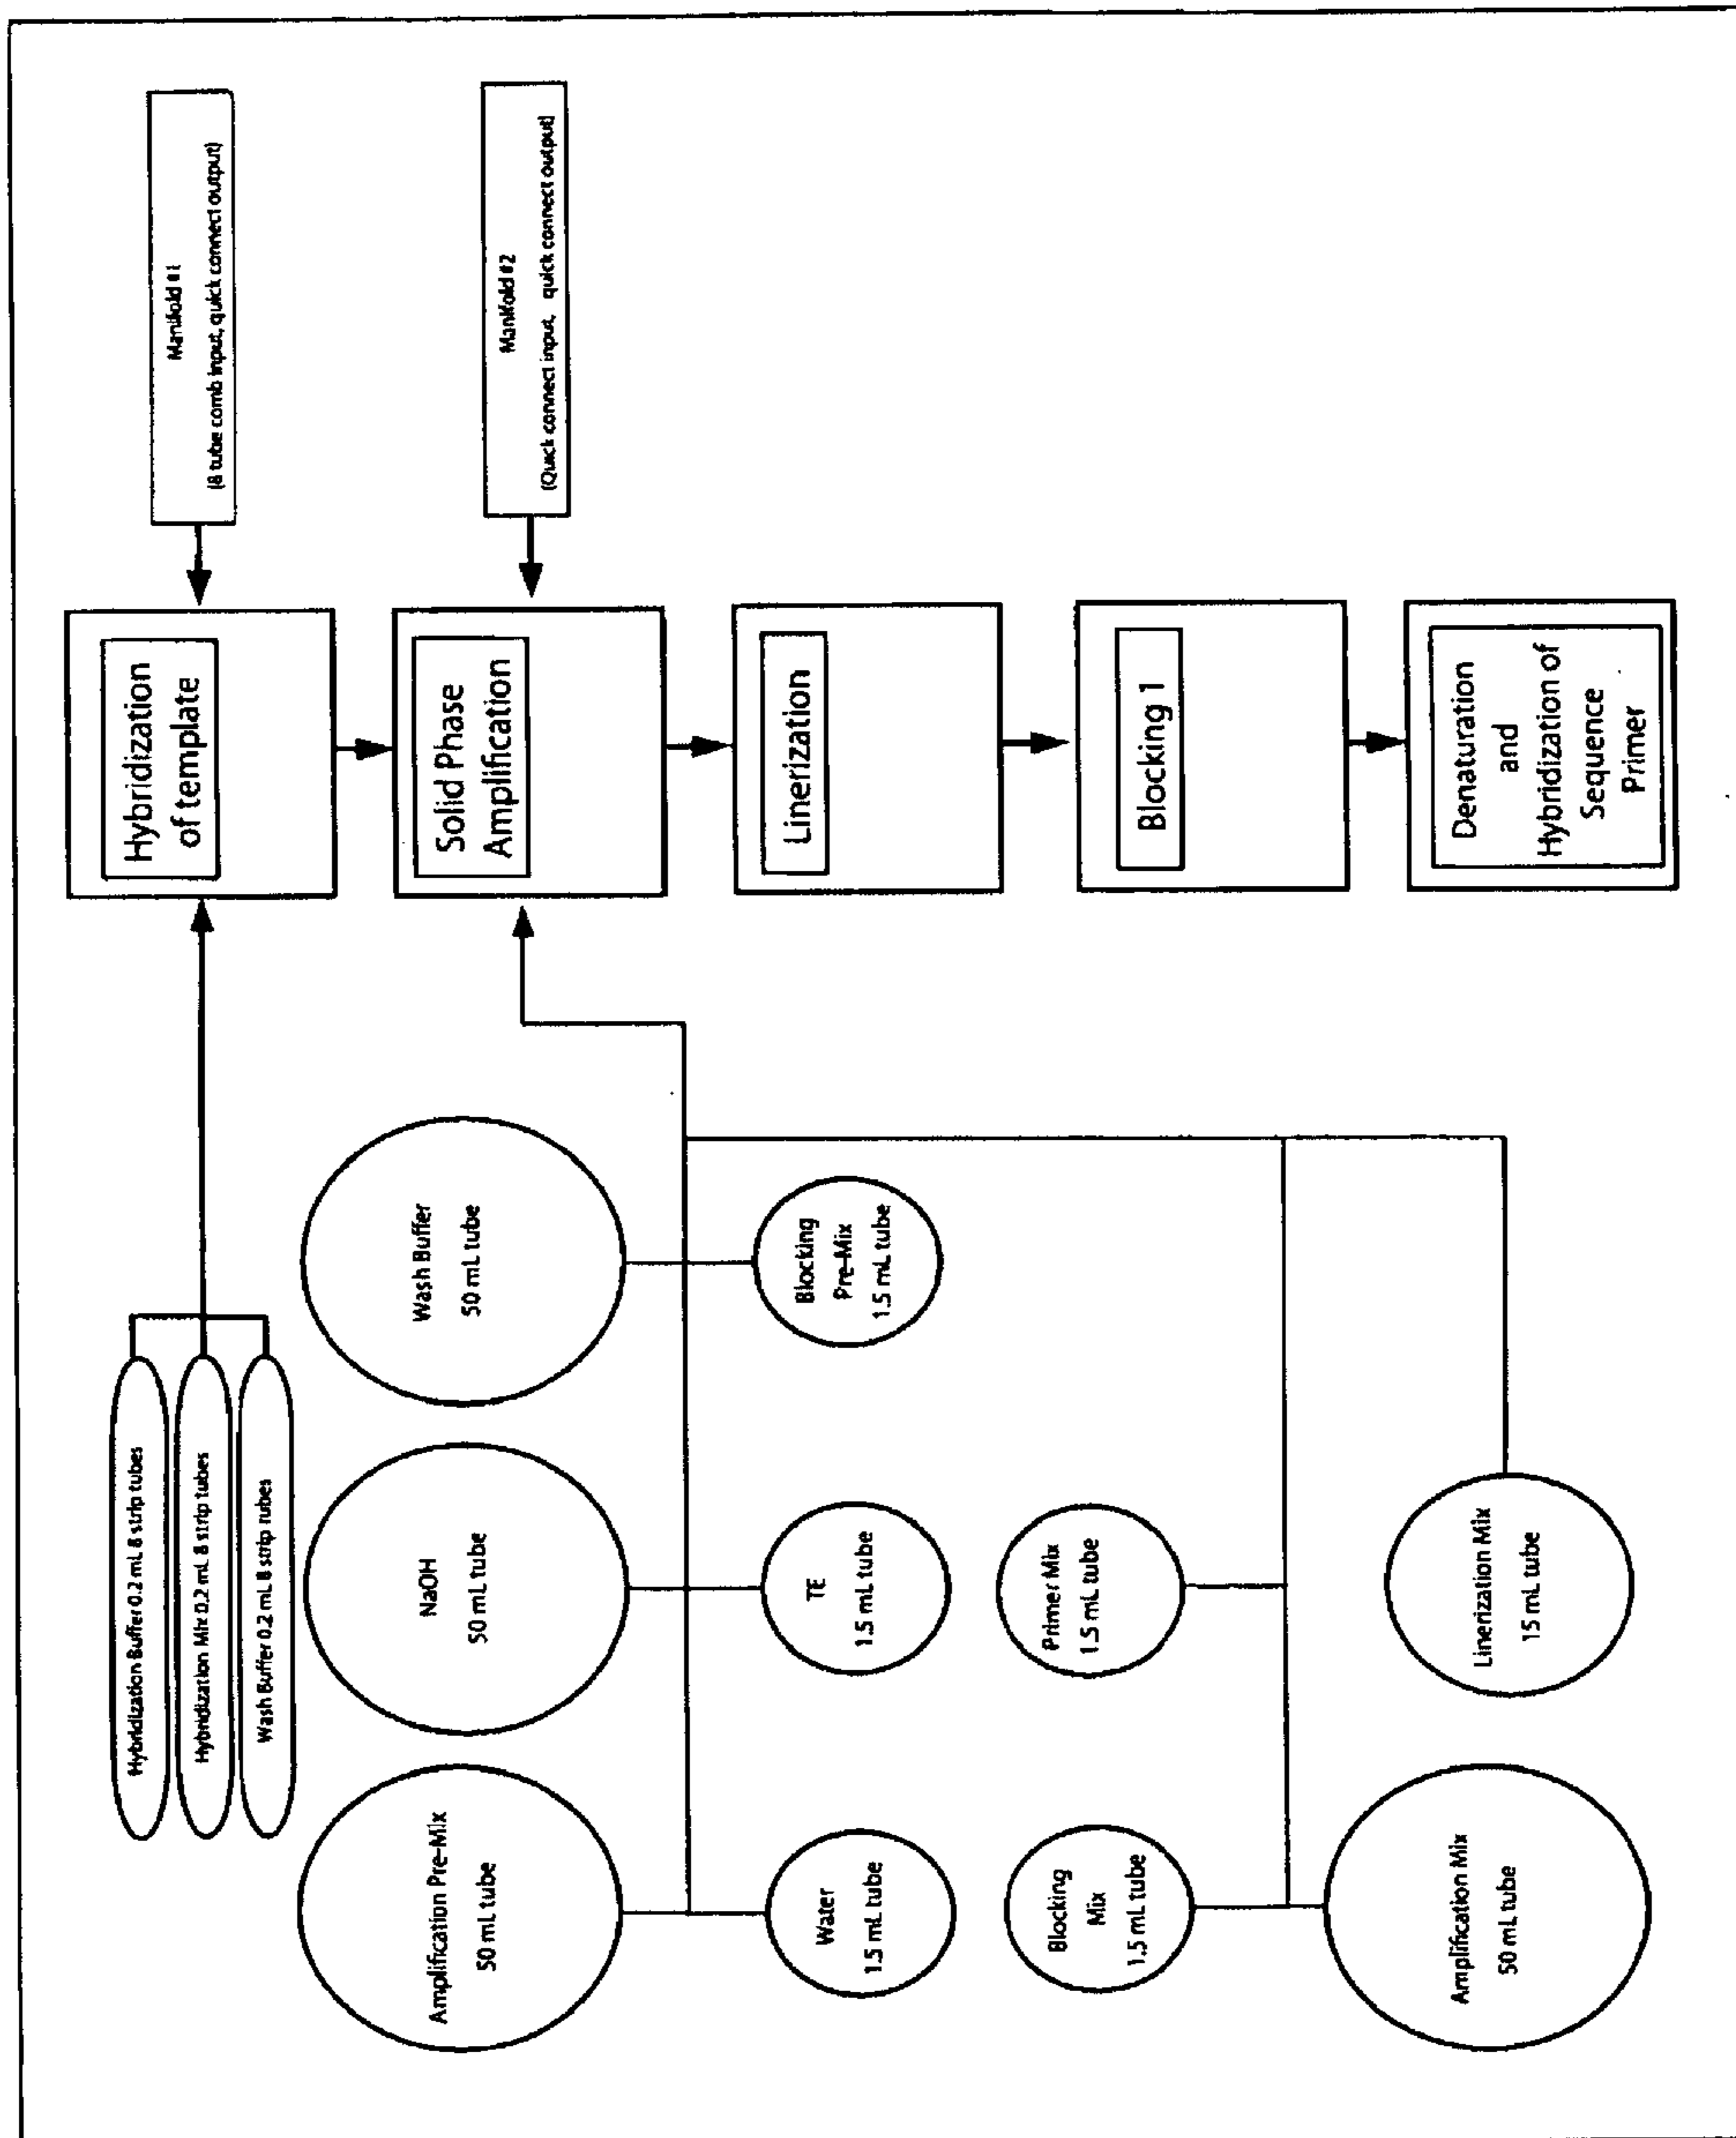 Hybridization Buffer 0.2 mL 8 strip tubes
Hybridization Mix 0.2 mL 8 strip tubes
Wash Buffer 0.2 mL 8 strip rubes
Hybridization
of template
Manifold #1
(8 tube comb input, quick connect output)
Amplification Pre-Mix
50 mL tube
NaOH
50 mL tube
Wash Buffer
50 mL tube
Solid Phase
Amplification
Manifold #2
(Quick connect input, quick connect output)
Water
1.5 mL tube
TE
1.5 mL tube
Blocking
Pre-Mix
1.5 mL tube
Linerization
Blocking
Mix
1.5 mL tube
Primer Mix
1.5 mL tube
Blocking 1
Amplification Mix
50 mL tube
Linerization Mix
15 mL tube
Denaturation
and
Hybridization of
Sequence
Primer